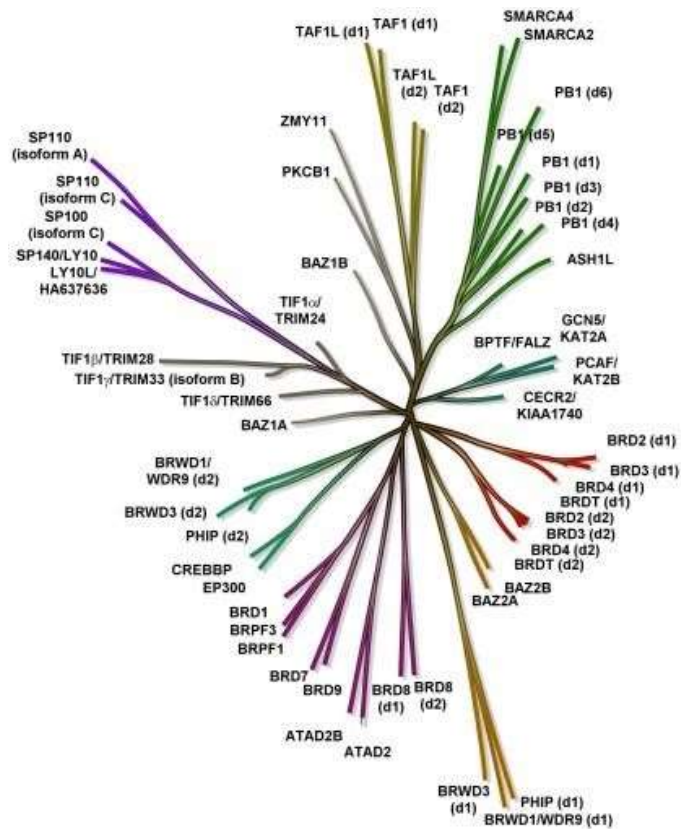 SMARCA4
SMARCA2
TAF1L (d1)
TAF1 (d1)
TAF1L
(d2)
TAF1
(d2)
PB1 (d6)
ZMY11
PB1 (d5)
SP110
(isoform A)
PB1 (d1)
PKCB1
SP110
(isoform C)
PB1 (d3)
PB1 (d2)
SP100
(isoform C)
PB1 (d4)
SP140/LY10
LY10L/
HA637636
BAZ1B
ASH1L
TIF1α/
TRIM24
GCN5/
KAT2A
BPTF/FALZ
TIF1β/TRIM28
PCAF/
KAT2B
TIF1γ/TRIM33 (isoform B)
TIF1δ/TRIM66
CECR2/
KIAA1740
BAZ1A
BRD2 (d1)
BRWD1/
WDR9 (d2)
BRD3 (d1)
BRD4 (d1)
BRDT (d1)
BRWD3 (d2)
BRD2 (d2)
BRD3 (d2)
PHIP (d2)
BRD4 (d2)
BRDT (d2)
CREBBP
EP300
BAZ2B
BAZ2A
BRD1
BRPF3
BRPF1
BRD7
BRD9
BRD8
(d1)
BRD8
(d2)
ATAD2B
ATAD2
BRWD3
(d1)
PHIP (d1)
BRWD1/WDR9 (d1)